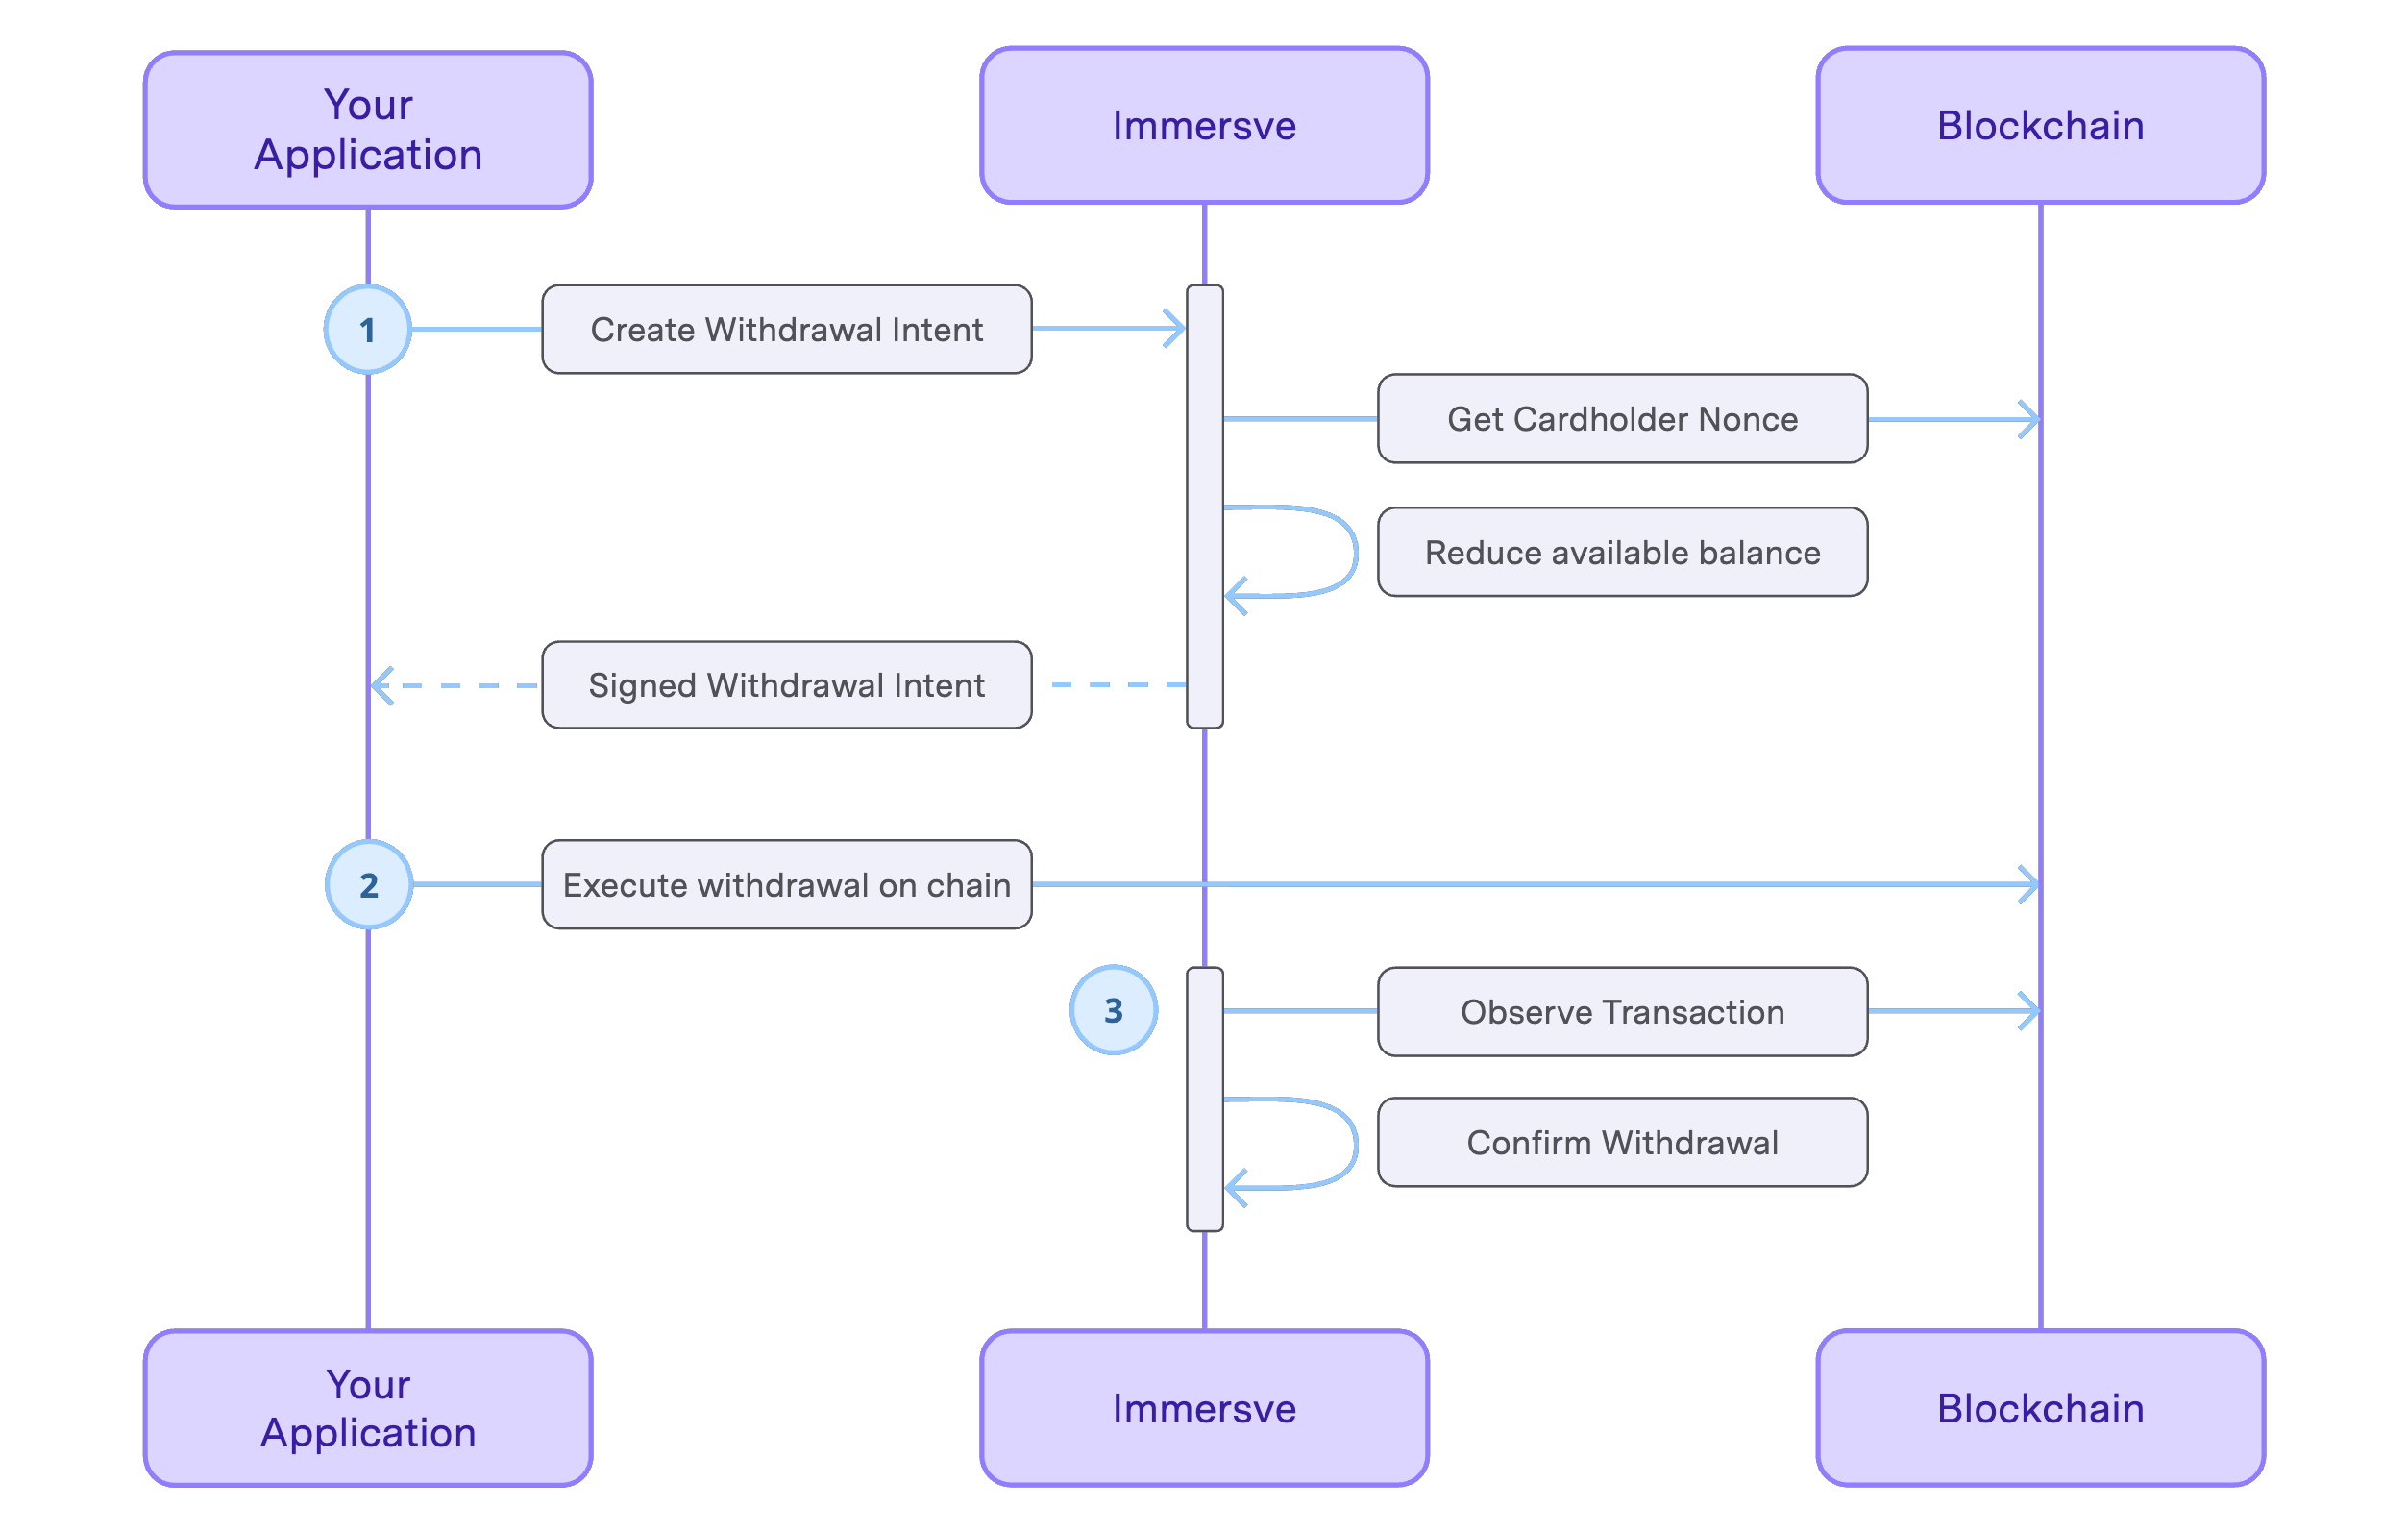 Your
Application
Immersve
Blockchain
1
Create Withdrawal Intent
Get Cardholder Nonce
Reduce available balance
Signed Withdrawal Intent
2
Execute withdrawal on chain
3
Observe Transaction
Confirm Withdrawal
Your
Application
Immersve
Blockchain